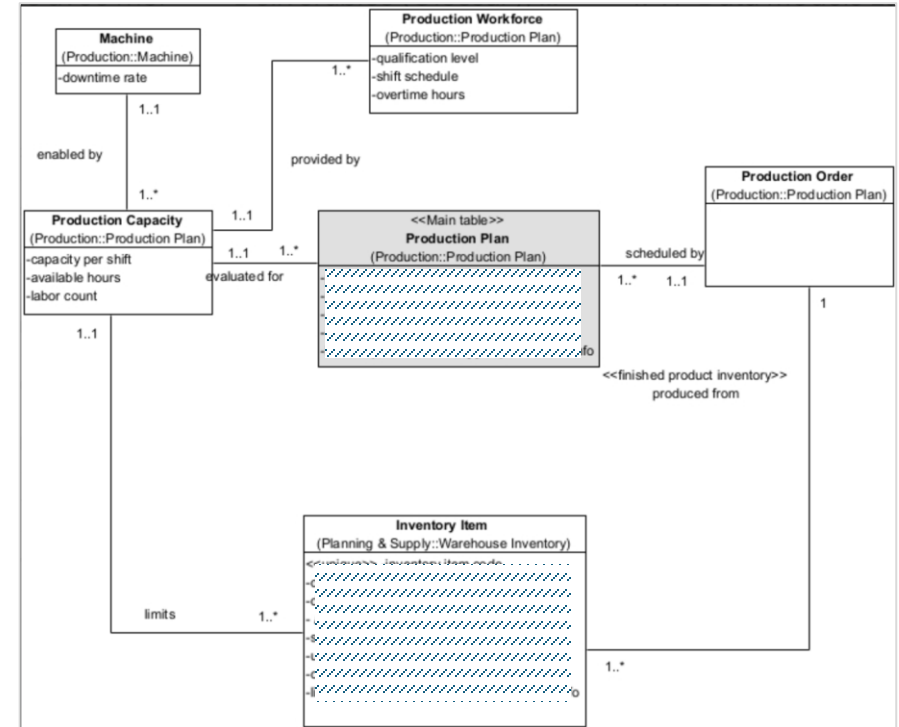 Machine
(Production::Machine)
-downtime rate
1..1
enabled by
1..*
Production Workforce
(Production::Production Plan)
-qualification level
-shift schedule
-overtime hours
1..*
provided by
1..1
Production Capacity
(Production::Production Plan)
-capacity per shift
-available hours
-labor count
1..1
1..*
evaluated for
<<Main table>>
Production Plan
(Production::Production Plan)
scheduled by
1..*
1..1
Production Order
(Production::Production Plan)
1
<<finished product inventory>>
produced from
1..1
limits
1..*
Inventory Item
(Planning & Supply::Warehouse Inventory)
1..*